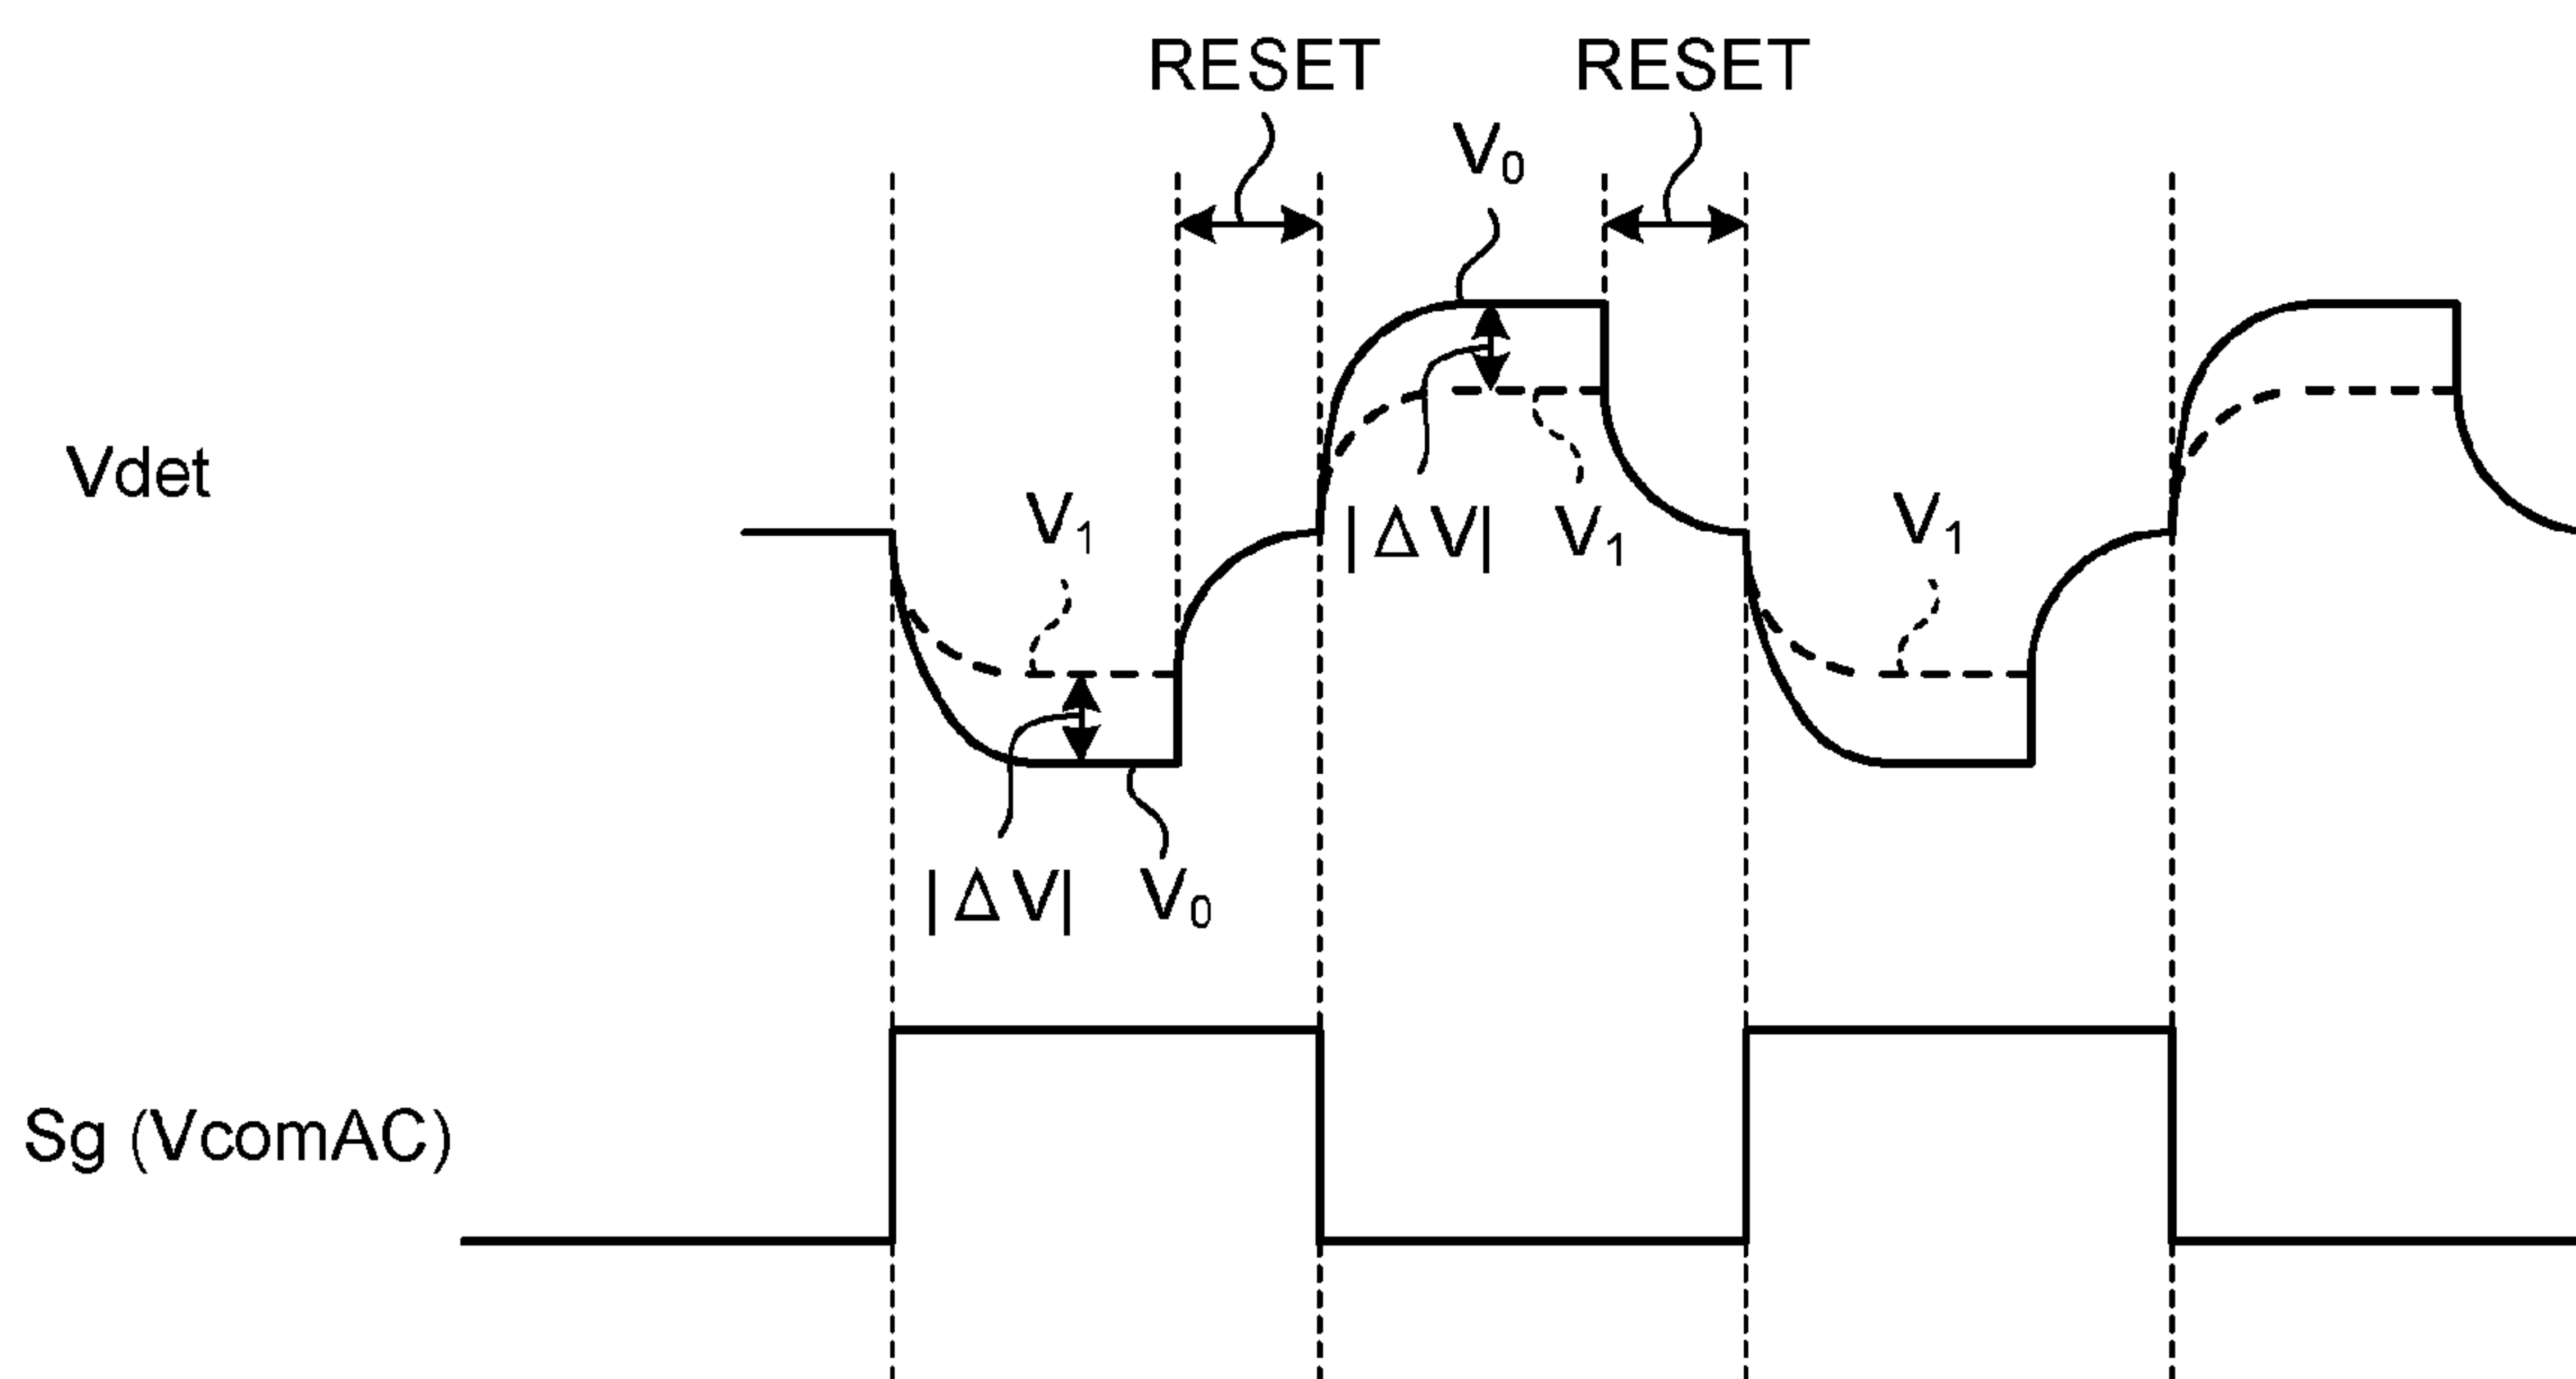 RESET RESET
V₀
Vdet
V₁ |ΔV| V₁ V₁
|ΔV| V₀
Sg (VcomAC)